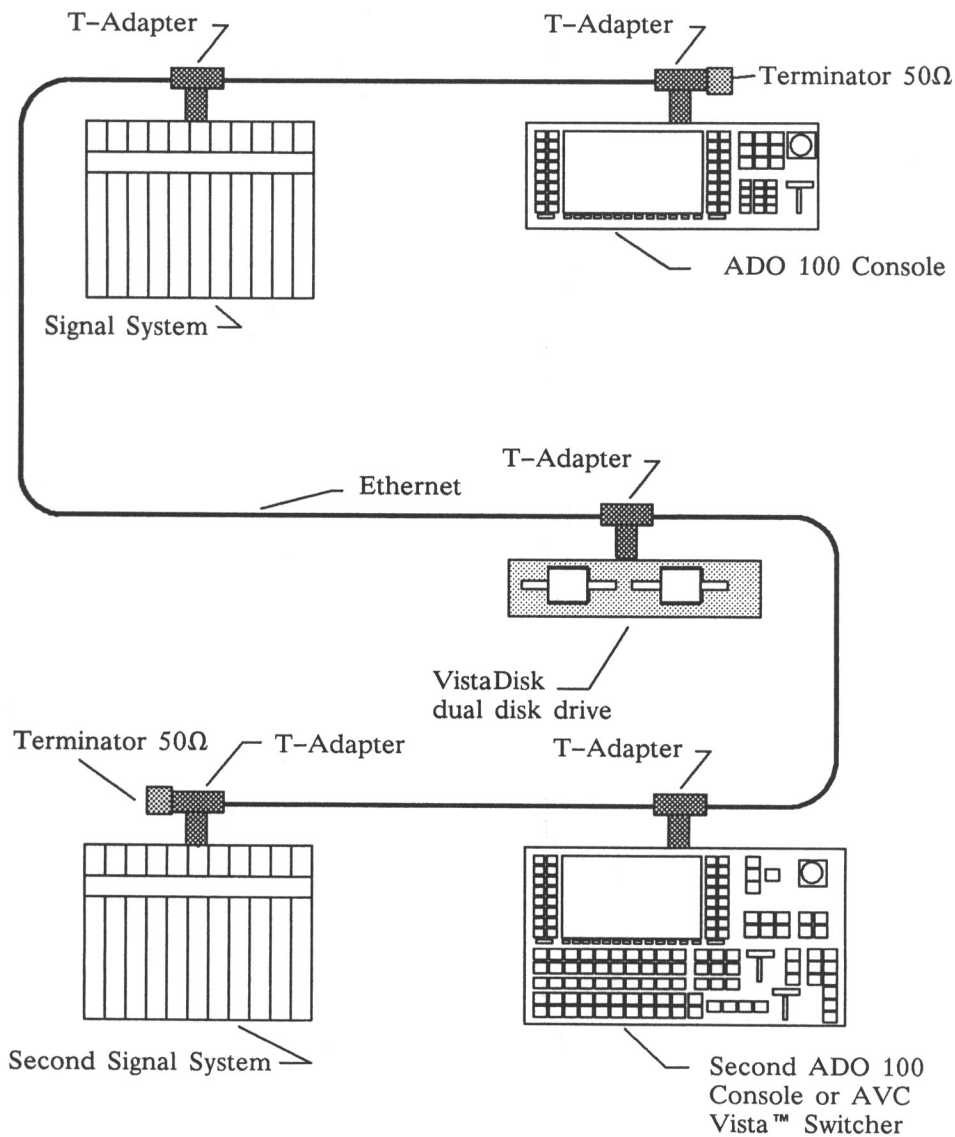 T-Adapter
T-Adapter
Terminator 50Ω
ADO 100 Console
Signal System
T-Adapter
Ethernet
VistaDisk
dual disk drive
Terminator 50Ω
T-Adapter
T-Adapter
Second Signal System
Second ADO 100
Console or AVC
Vista™ Switcher